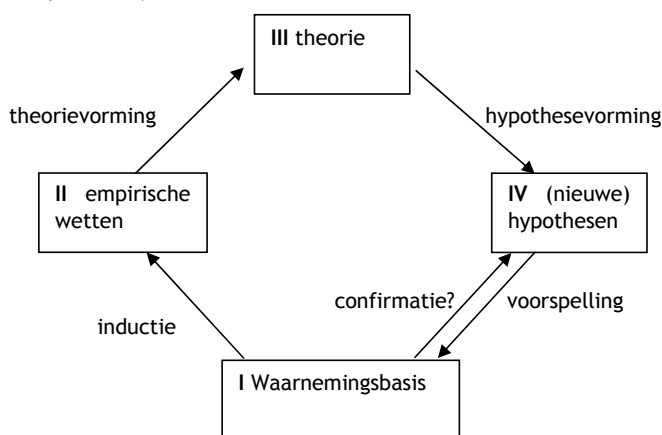 III theorie
theorievorming
hypothesevorming
II empirische
wetten
IV (nieuwe)
hypothesen
confirmatie?
voorspelling
inductie
I Waarnemingsbasis